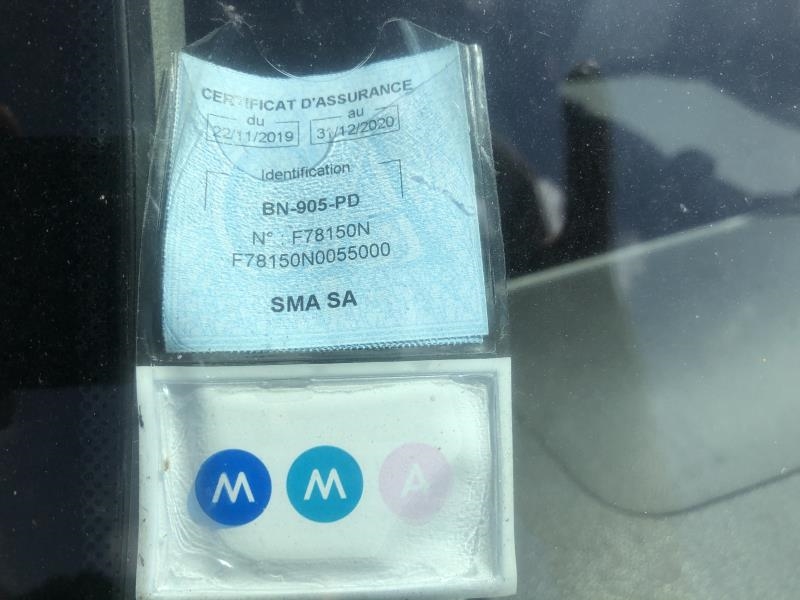 CERTIFICAT D'ASSURANCE
du au
22/11/2019 31/12/2020
Identification
BN-905-PD
N° : F78150N
F78150N0055000
SMA SA
M M A